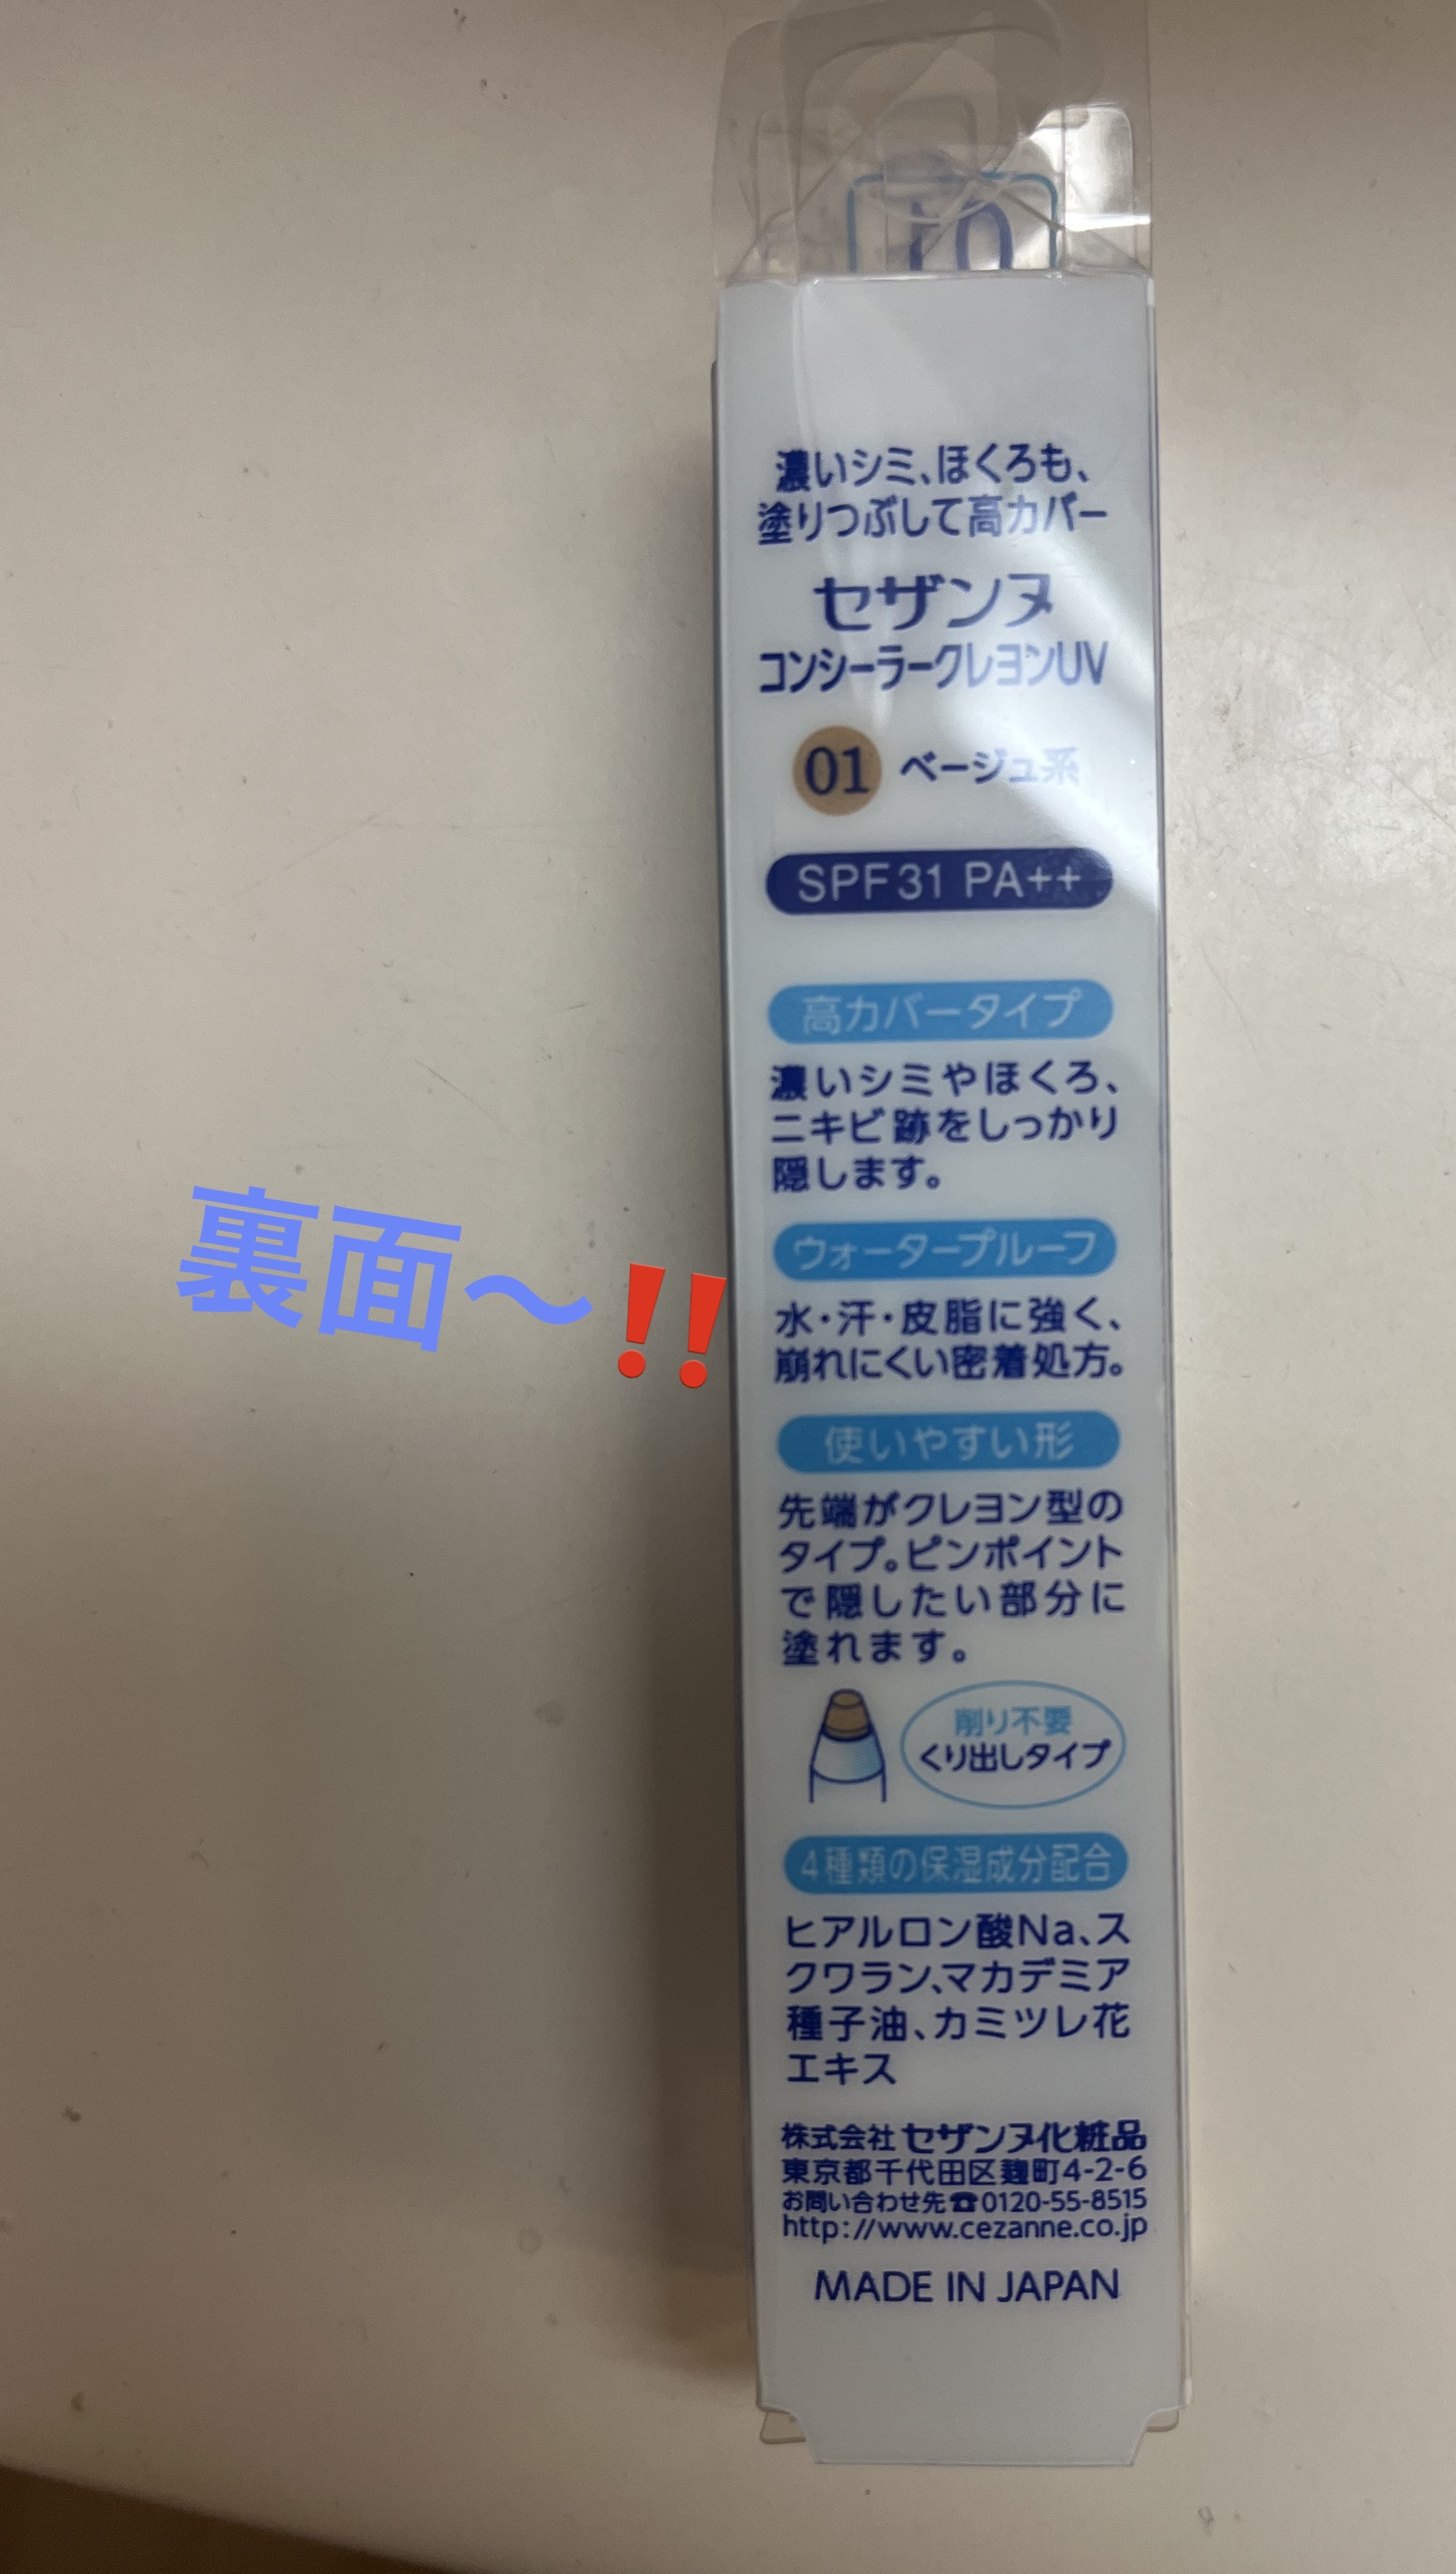 01
濃いシミ、ほくろも、
塗りつぶして高カバー
セザンヌ
コンシーラークレヨンUV
01 ベージュ系
SPF31 PA++
高カバータイプ
濃いシミやほくろ、
ニキビ跡をしっかり
隠します。
ウォータープルーフ
水・汗・皮脂に強く、
崩れにくい密着処方。
裏面〜‼️
使いやすい形
先端がクレヨン型の
タイプ。ピンポイント
で隠したい部分に
塗れます。
削り不要
くり出しタイプ
4種類の保湿成分配合
ヒアルロン酸Na、ス
クワラン、マカデミア
種子油、カミツレ花
エキス
株式会社セザンヌ化粧品
東京都千代田区麹町4-2-6
お問い合わせ先☎0120-55-8515
http://www.cezanne.co.jp
MADE IN JAPAN